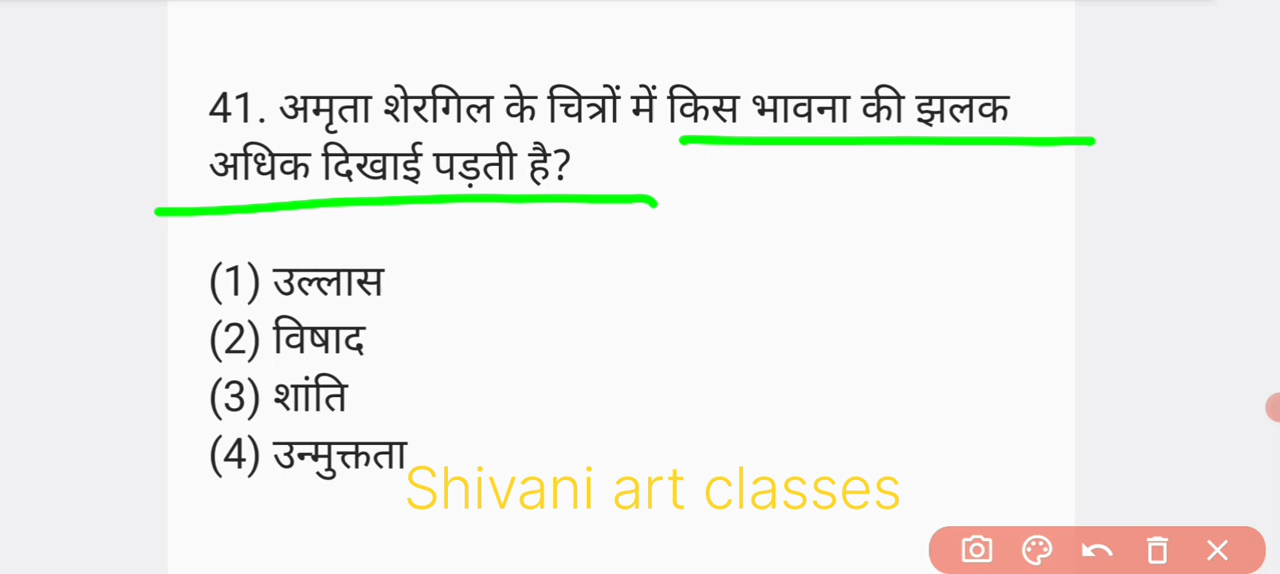 41. अमृता शेरगिल के चित्रों में किस भावना की झलक
अधिक दिखाई पड़ती है?
(1) उल्लास
(2) विषाद
(3) शांति
(4) उन्मुक्तता
Shivani art classes